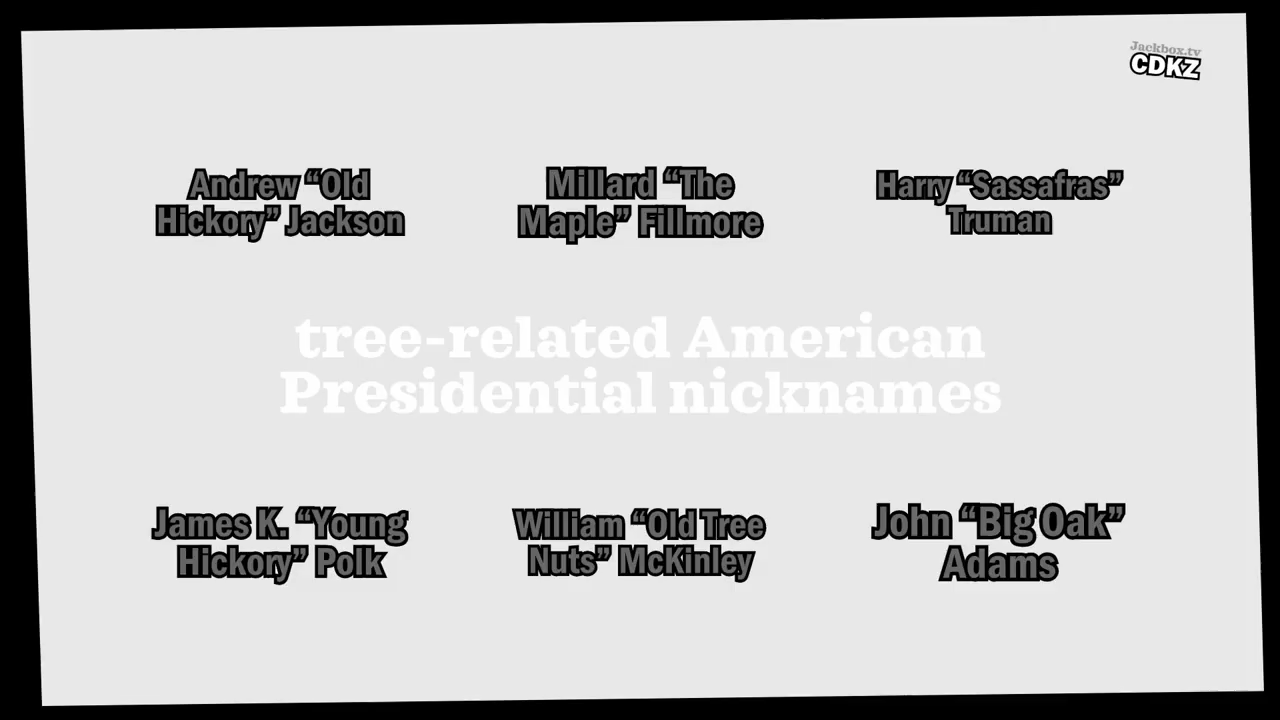 Jackbox.tv
CDKZ
Andrew “Old
Hickory” Jackson
Millard “The
Maple” Fillmore
Harry “Sassafras”
Truman
tree-related American
Presidential nicknames
James K. “Young
Hickory” Polk
William “Old Tree
Nuts” McKinley
John “Big Oak”
Adams